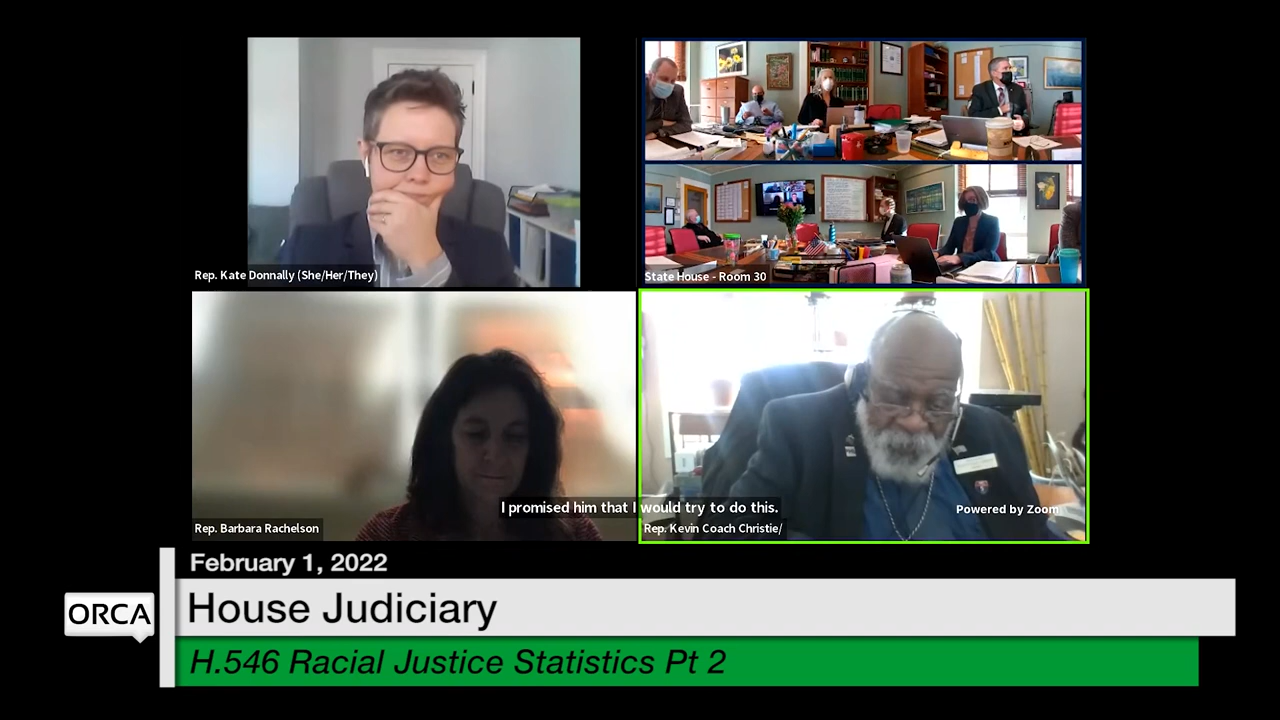 Rep. Kate Donnally (She/Her/They)
State House - Room 30
I promised him that I would try to do this.
Powered by Zoom
Rep. Barbara Rachelson
Rep. Kevin Coach Christie/
February 1, 2022
ORCA
House Judiciary
H.546 Racial Justice Statistics Pt 2